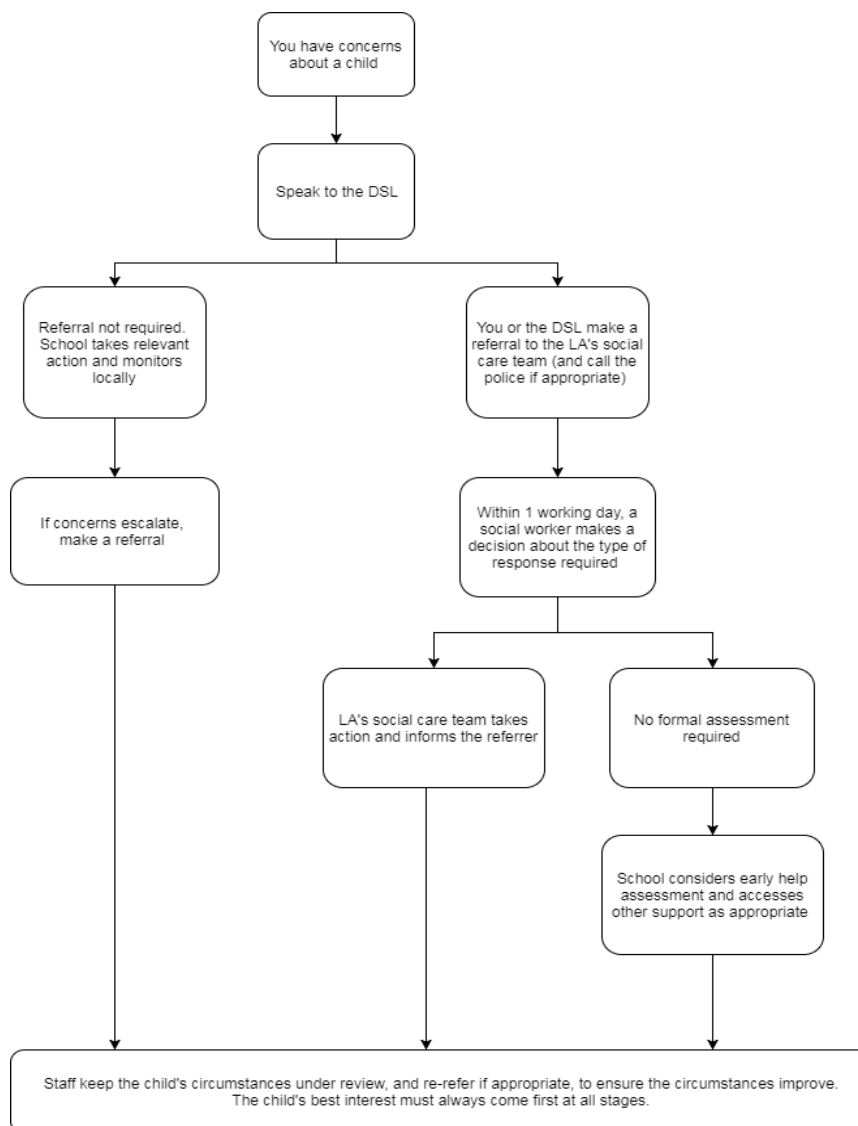 You have concerns
about a child
Speak to the DSL
Referral not required.
School takes relevant
action and monitors
locally
You or the DSL make a
referral to the LA's social
care team (and call the
police if appropriate)
If concerns escalate,
make a referral
Within 1 working day, a
social worker makes a
decision about the type of
response required
LA's social care team takes
action and informs the referrer
No formal assessment
required
School considers early help
assessment and accesses
other support as appropriate
Staff keep the child's circumstances under review, and re-refer if appropriate, to ensure the circumstances improve.
The child's best interest must always come first at all stages.